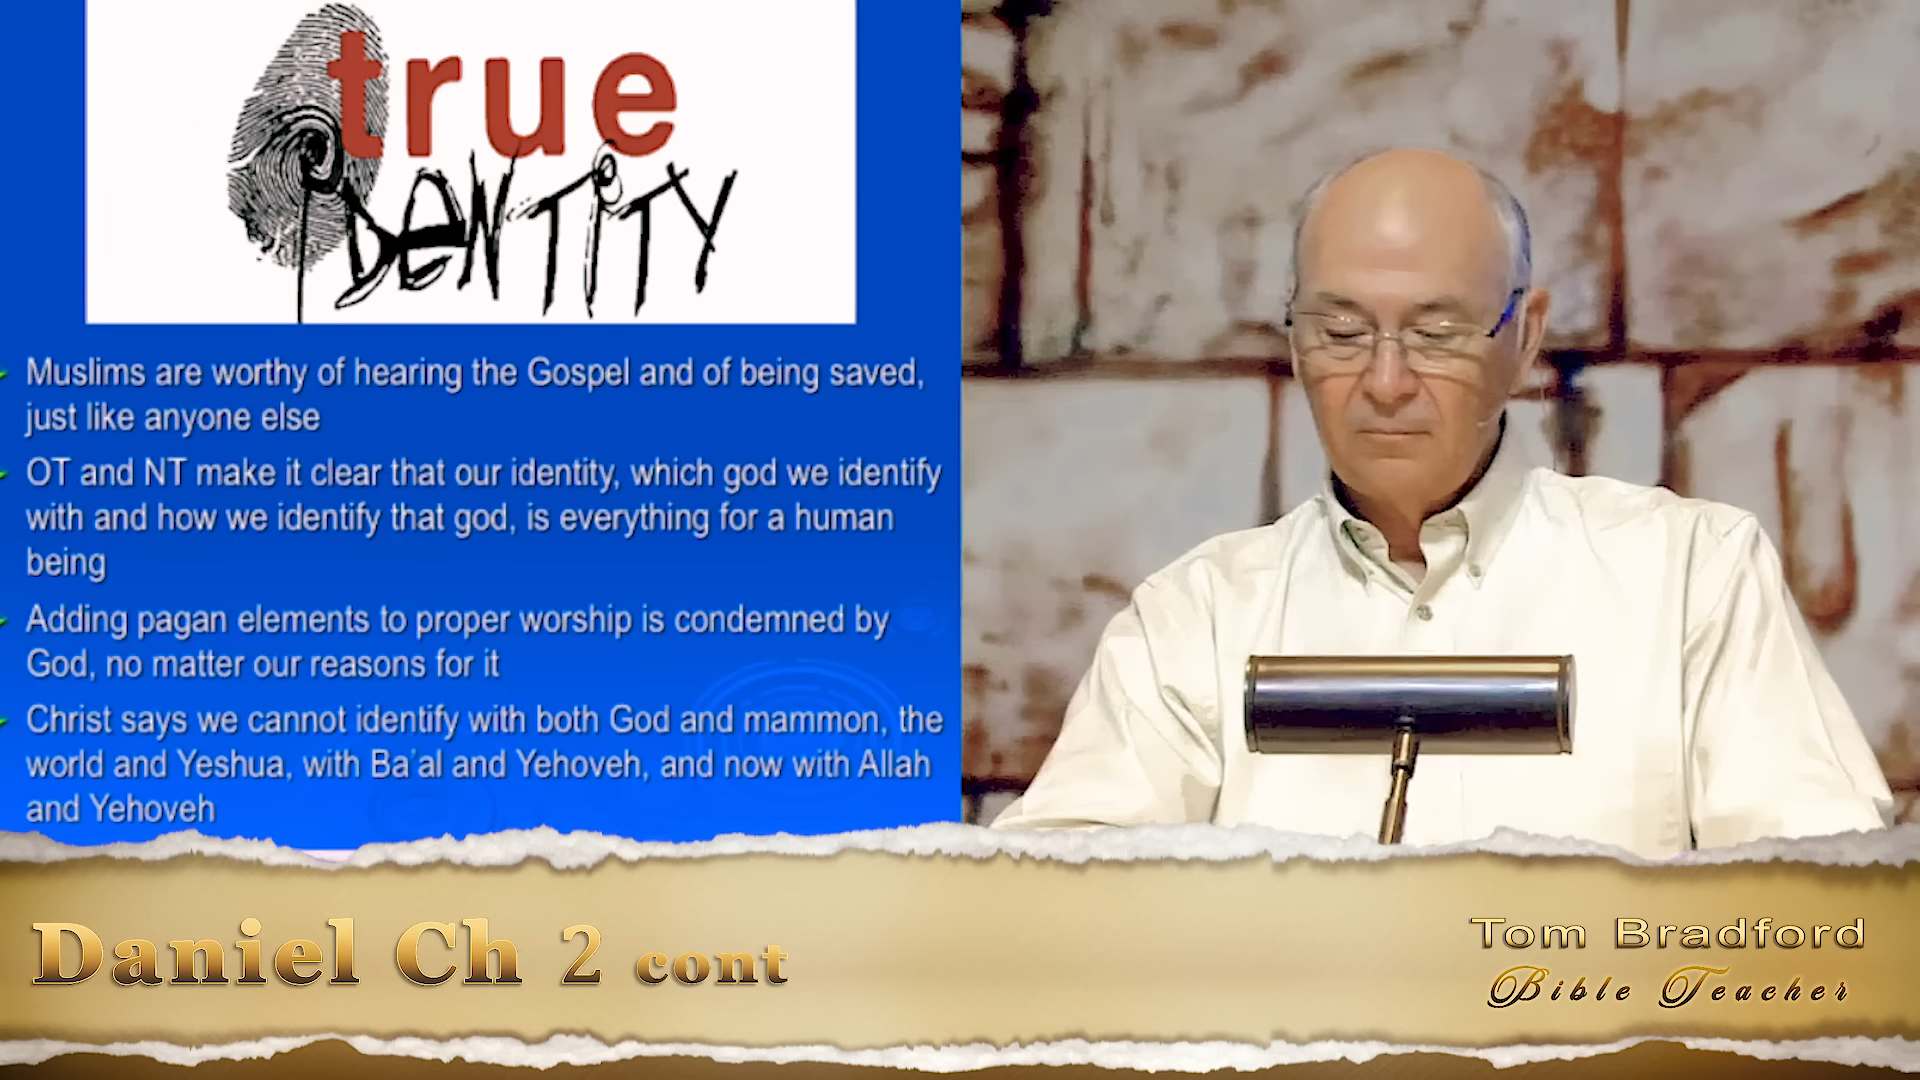 true
iDENTiTY
Muslims are worthy of hearing the Gospel and of being saved,
just like anyone else
OT and NT make it clear that our identity, which god we identify
with and how we identify that god, is everything for a human
being
Adding pagan elements to proper worship is condemned by
God, no matter our reasons for it
Christ says we cannot identify with both God and mammon, the
world and Yeshua, with Ba'al and Yehoveh, and now with Allah
and Yehoveh
Daniel Ch 2 cont
Tom Bradford
Bible Teacher